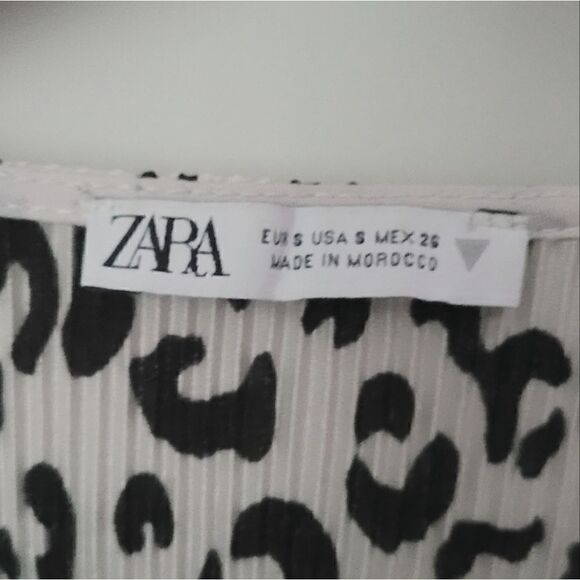 ZARA
EUR S USA S MEX 26
MADE IN MOROCCO